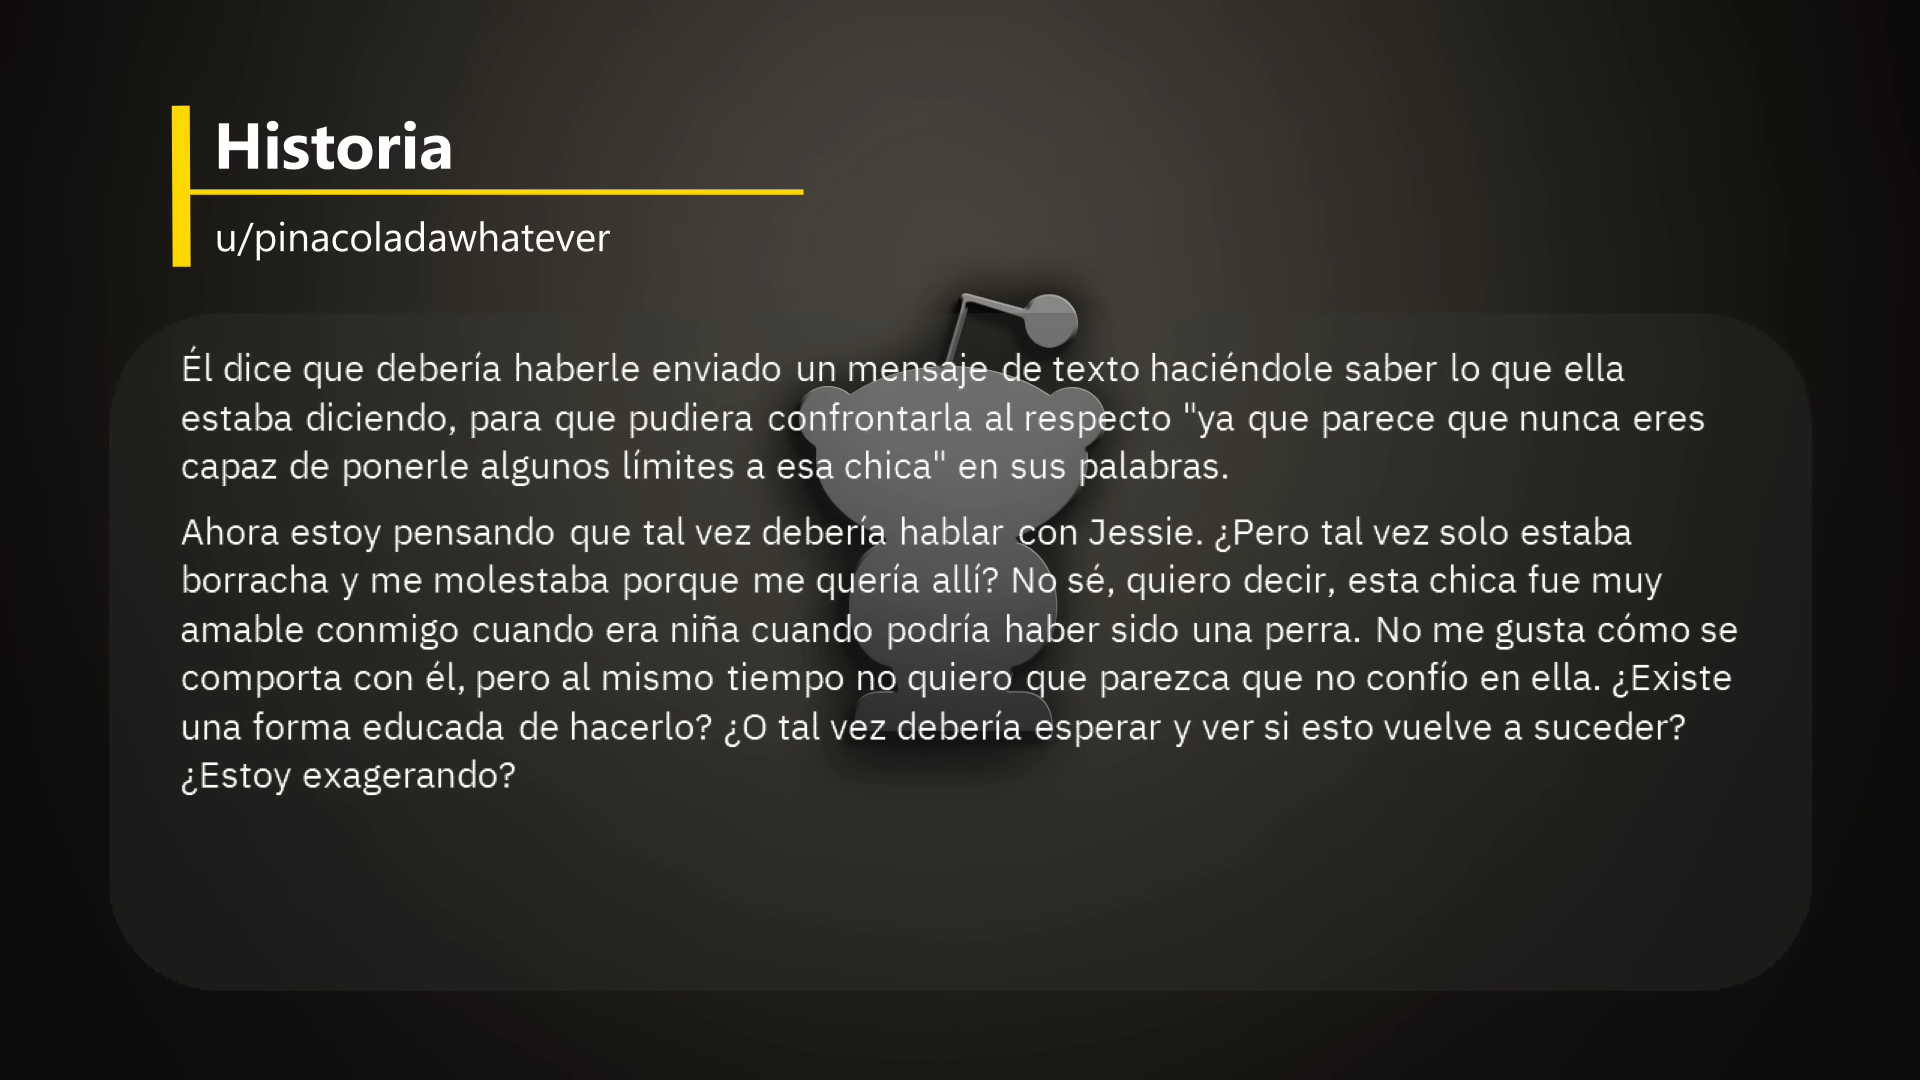 Historia
u/pinacoladawhatever
Él dice que debería haberle enviado un mensaje de texto haciéndole saber lo que ella
estaba diciendo, para que pudiera confrontarla al respecto "ya que parece que nunca eres
capaz de ponerle algunos límites a esa chica" en sus palabras.
Ahora estoy pensando que tal vez debería hablar con Jessie. ¿Pero tal vez solo estaba
borracha y me molestaba porque me quería allí? No sé, quiero decir, esta chica fue muy
amable conmigo cuando era niña cuando podría haber sido una perra. No me gusta cómo se
comporta con él, pero al mismo tiempo no quiero que parezca que no confío en ella. ¿Existe
una forma educada de hacerlo? ¿O tal vez debería esperar y ver si esto vuelve a suceder?
¿Estoy exagerando?